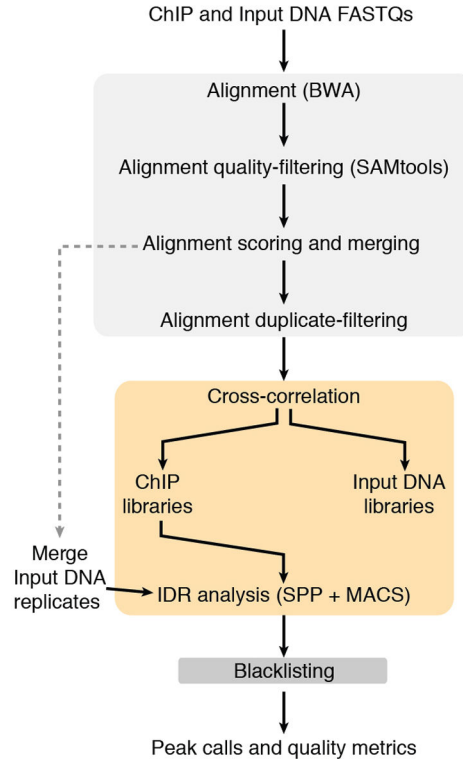 ChIP and Input DNA FASTQs
Alignment (BWA)
Alignment quality-filtering (SAMtools)
Alignment scoring and merging
Alignment duplicate-filtering
Cross-correlation
ChIP
libraries
Input DNA
libraries
Merge
Input DNA
replicates
IDR analysis (SPP + MACS)
Blacklisting
Peak calls and quality metrics